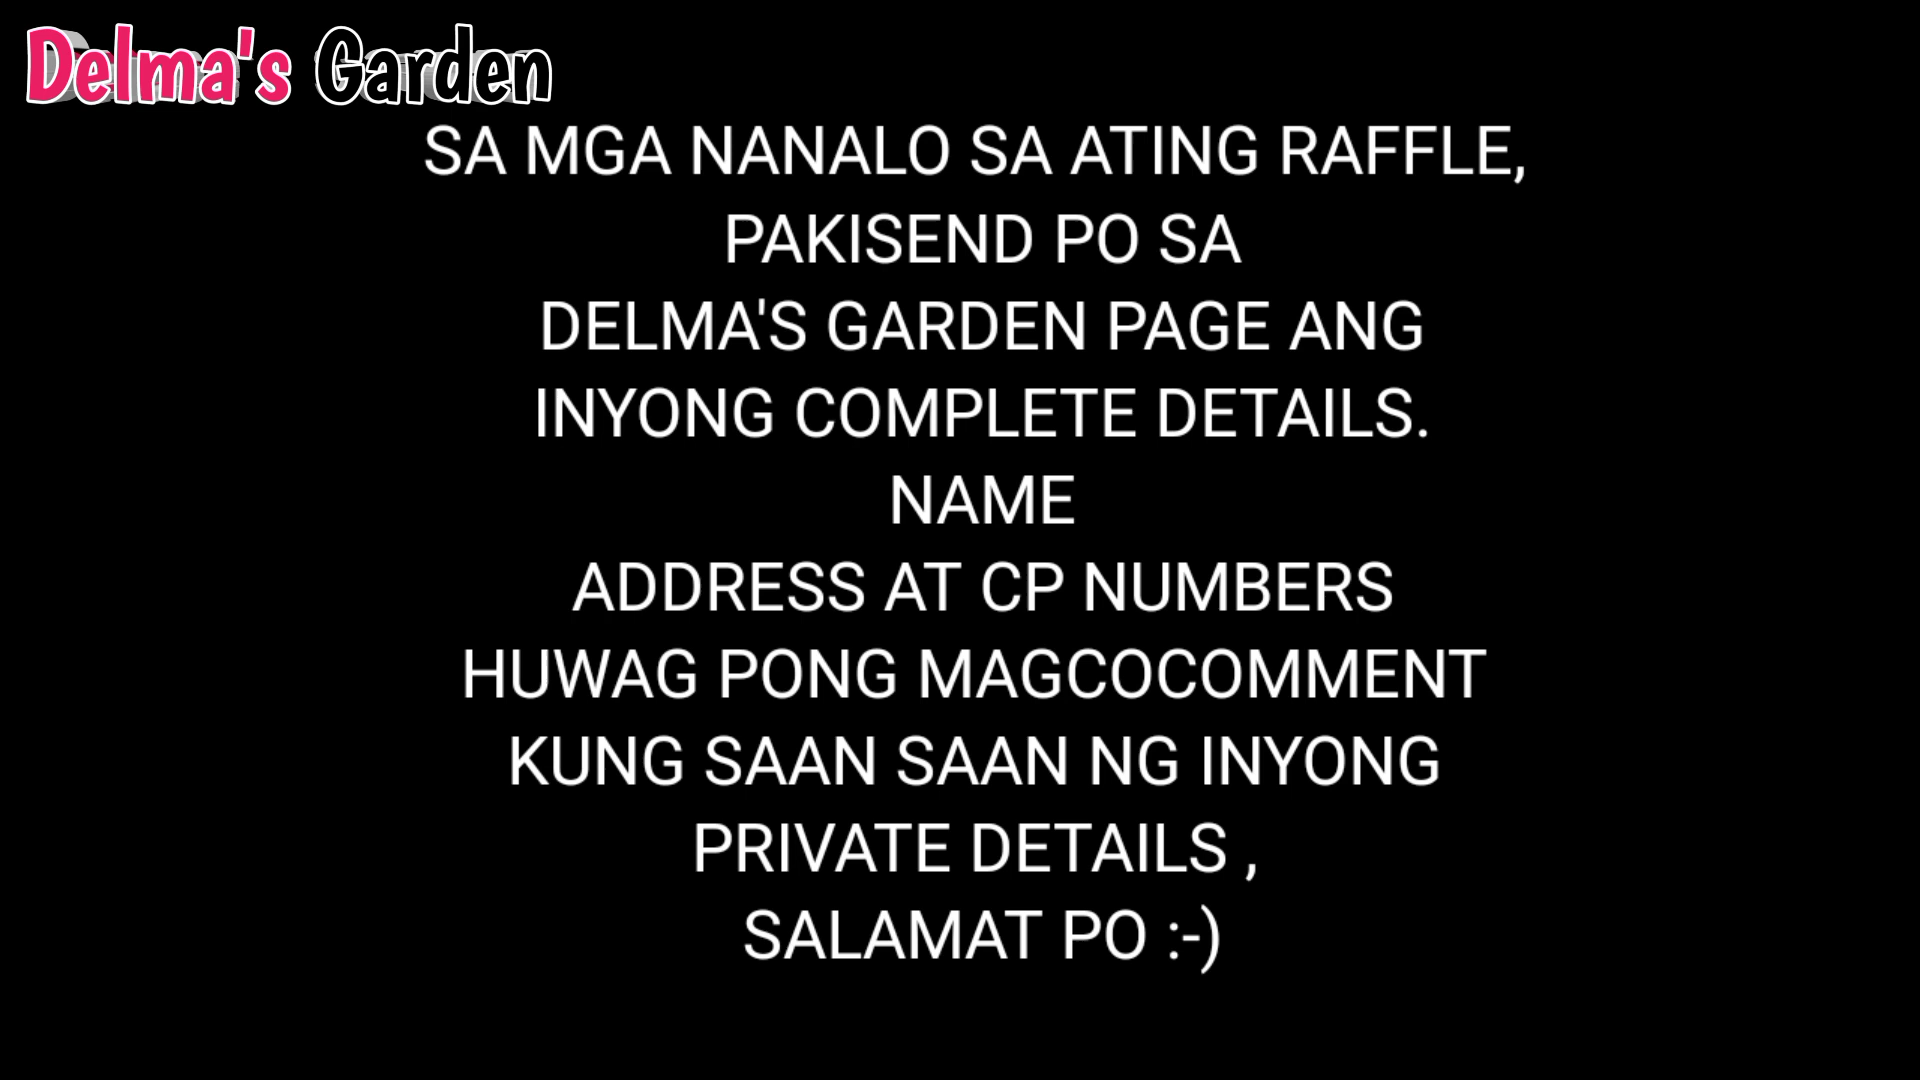 Delma's Garden
SA MGA NANALO SA ATING RAFFLE,
PAKISEND PO SA
DELMA'S GARDEN PAGE ANG
INYONG COMPLETE DETAILS.
NAME
ADDRESS AT CP NUMBERS
HUWAG PONG MAGCOCOMMENT
KUNG SAAN SAAN NG INYONG
PRIVATE DETAILS ,
SALAMAT PO :-)